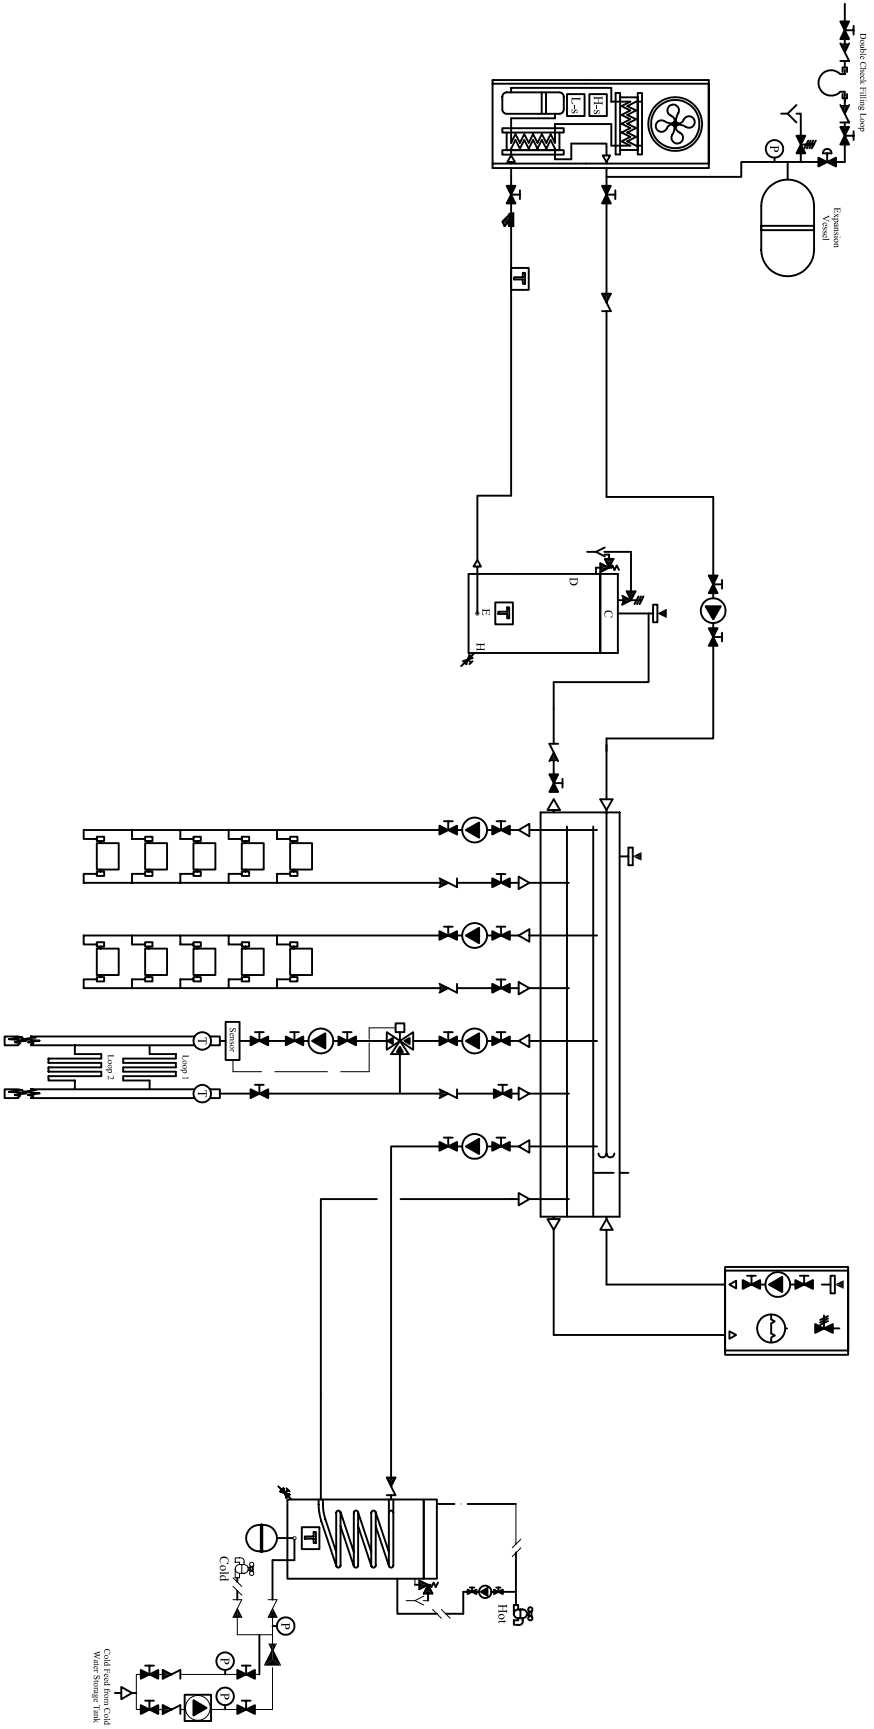 Double Check Filling Loop
Expansion
Vessel
P
H-s
L-s
T
D
C
E
T
H
Sensor
T
T
Loop 1
Loop 2
T
Hot
Cold
P
P
P
Cold Feed from Cold
Water Storage Tank